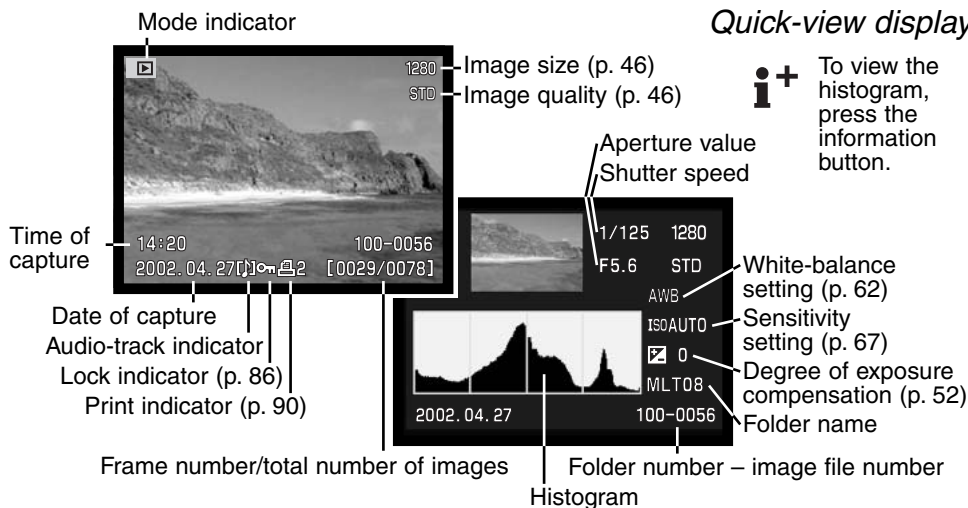 Quick-view display
Mode indicator
1280
STD
Image size (p. 46)
Image quality (p. 46)
To view the
histogram,
press the
information
button.
Aperture value
Shutter speed
Time of
capture
14:20
100-0056
2002.04.27
2
[0029/0078]
1/125
1280
F5.6
STD
AWB
ISO AUTO
0
MLT08
2002.04.27
100-0056
White-balance
setting (p. 62)
Sensitivity
setting (p. 67)
Degree of exposure
compensation (p. 52)
Folder name
Date of capture
Audio-track indicator
Lock indicator (p. 86)
Print indicator (p. 90)
Frame number/total number of images
Folder number – image file number
Histogram